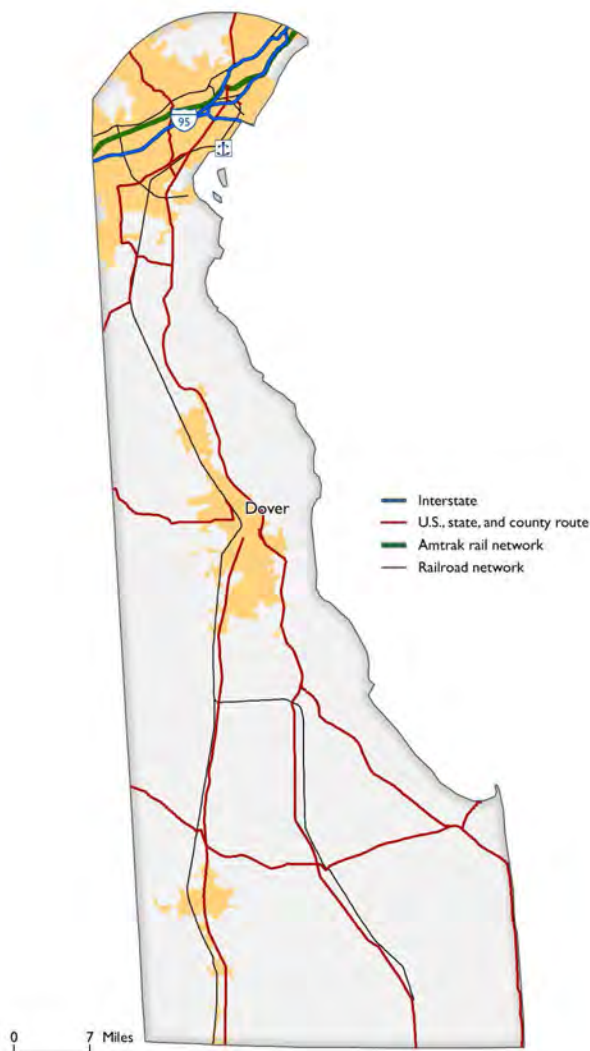 95
Dover
Interstate
U.S., state, and county route
Amtrak rail network
Railroad network
0 7 Miles